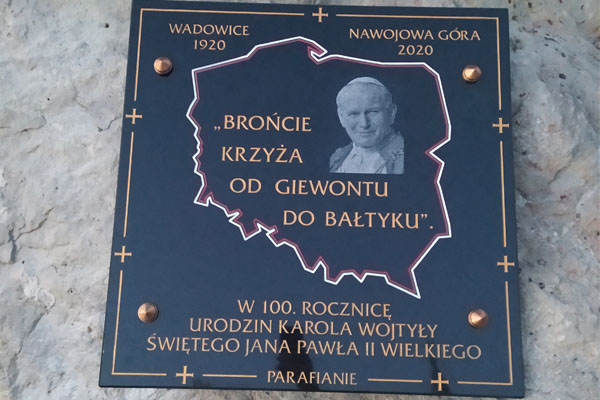 WADOWICE
1920
NAWOJOWA GÓRA
2020
„BROŃCIE
KRZYŻA
OD GIEWONTU
DO BAŁTYKU”.
W 100. ROCZNICĘ
URODZIN KAROLA WOJTYŁY
ŚWIĘTEGO JANA PAWŁA II WIELKIEGO
PARAFIANIE